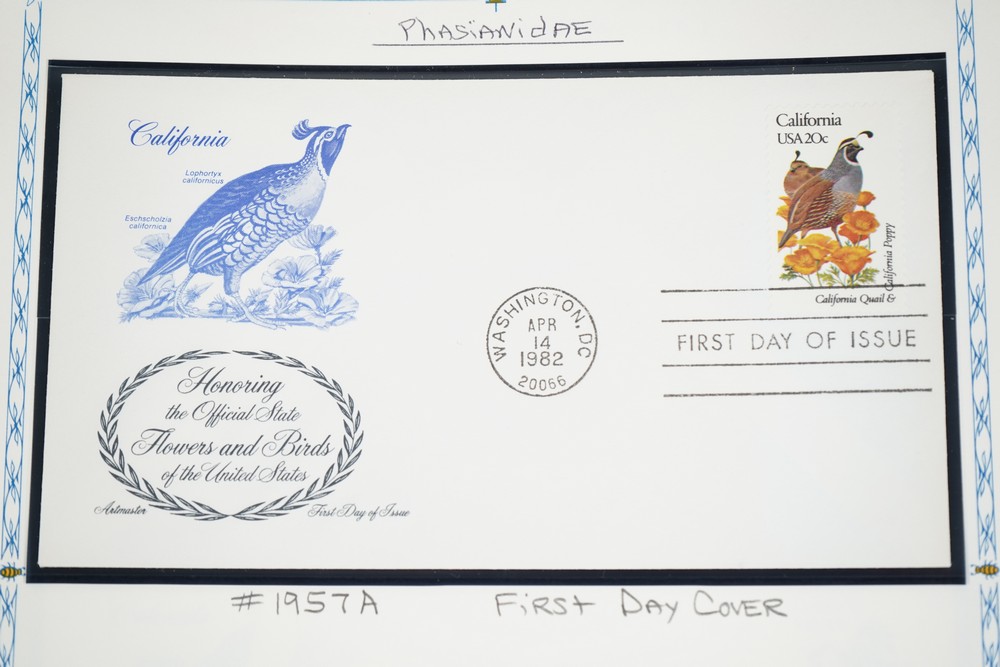 PhasiANidAE
California
Lophortyx
californicus
Eschscholzia
californica
Honoring
the Official State
Flowers and Birds
of the United States
Artmaster
First Day of Issue
California
USA 20c
California Quail &
California Poppy
WASHINGTON, DC
APR
14
1982
20066
FIRST DAY OF ISSUE
#1957A
First Day Cover